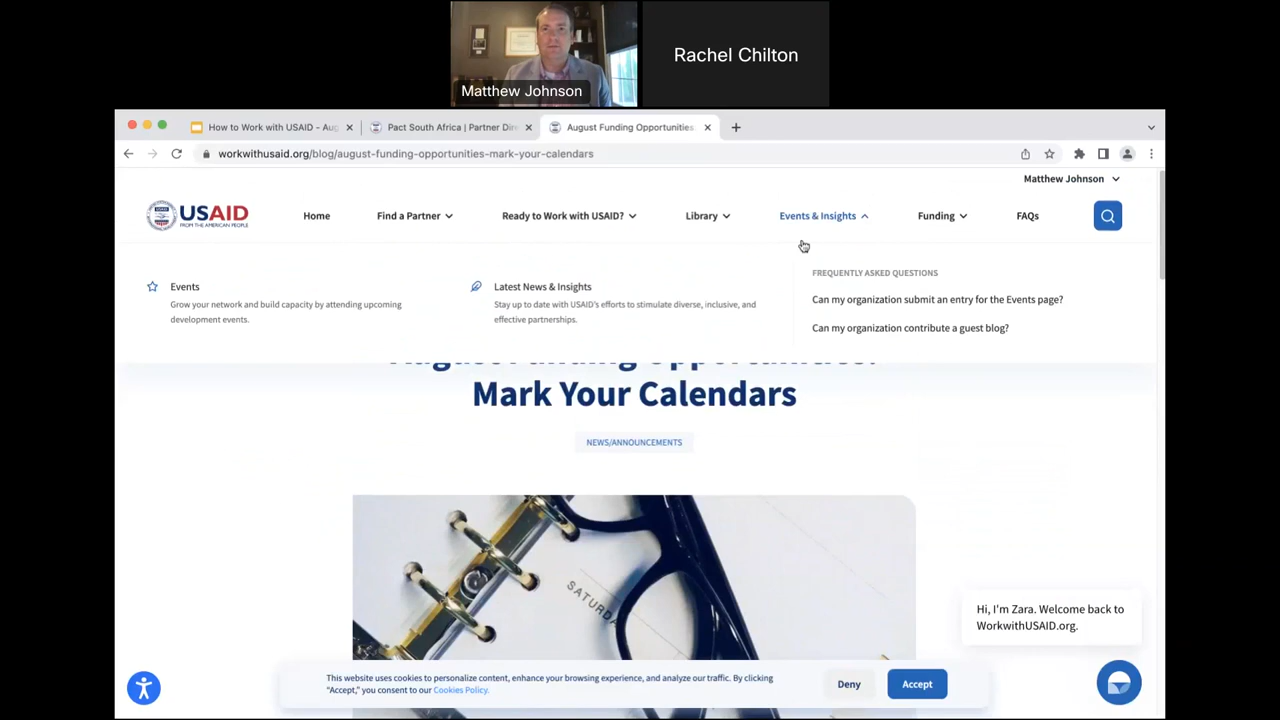 Matthew Johnson
Rachel Chilton
How to Work with USAID - Aug
Pact South Africa | Partner Dire
August Funding Opportunities:
workwithusaid.org/blog/august-funding-opportunities-mark-your-calendars
Matthew Johnson
USAID
FROM THE AMERICAN PEOPLE
Home
Find a Partner
Ready to Work with USAID?
Library
Events & Insights
Funding
FAQs
Events
Grow your network and build capacity by attending upcoming
development events.
Latest News & Insights
Stay up to date with USAID's efforts to stimulate diverse, inclusive, and
effective partnerships.
FREQUENTLY ASKED QUESTIONS
Can my organization submit an entry for the Events page?
Can my organization contribute a guest blog?
August Funding Opportunities:
Mark Your Calendars
NEWS/ANNOUNCEMENTS
SATURDA
Hi, I'm Zara. Welcome back to
WorkwithUSAID.org.
This website uses cookies to personalize content, enhance your browsing experience, and analyze our traffic. By clicking
"Accept," you consent to our Cookies Policy.
Deny
Accept